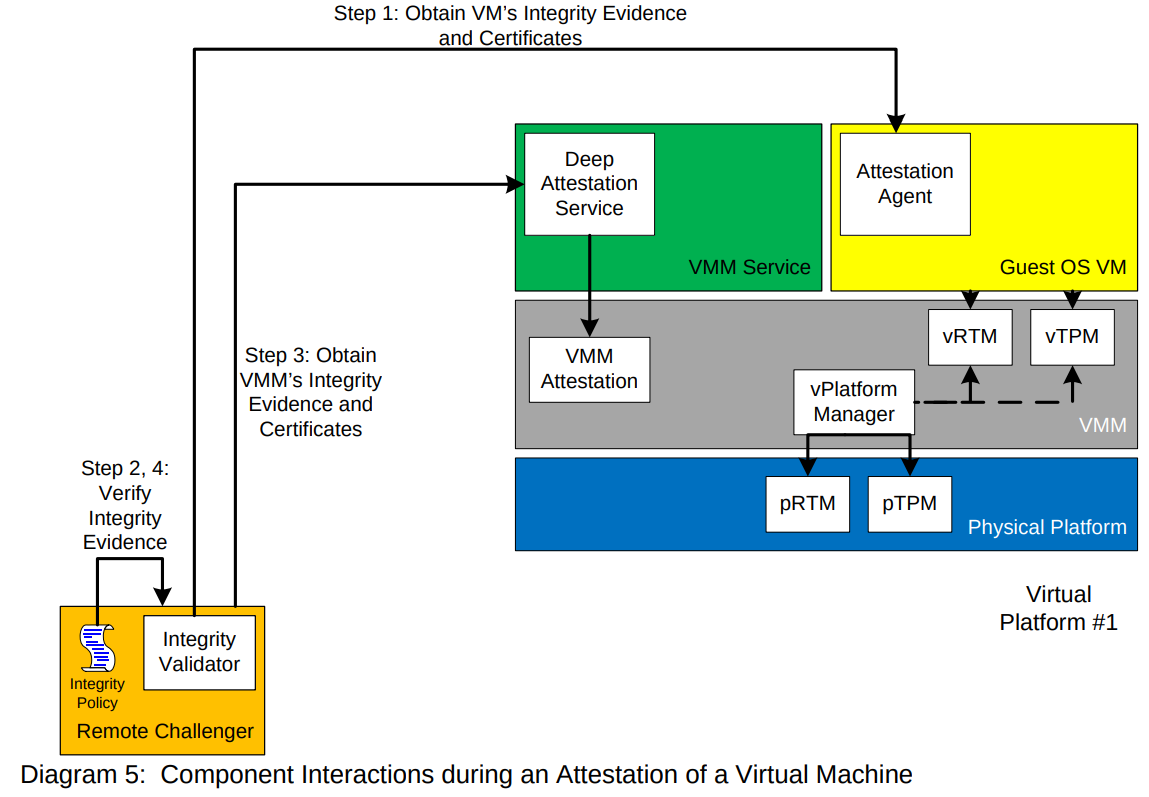 Step 1: Obtain VM’s Integrity Evidence
and Certificates
Deep
Attestation
Service
VMM Service
Attestation
Agent
Guest OS VM
vRTM
vTPM
VMM
Attestation
vPlatform
Manager
VMM
Step 3: Obtain
VMM’s Integrity
Evidence and
Certificates
Step 2, 4:
Verify
Integrity
Evidence
pRTM
pTPM
Physical Platform
Virtual
Platform #1
Integrity
Validator
Integrity
Policy
Remote Challenger
Diagram 5: Component Interactions during an Attestation of a Virtual Machine